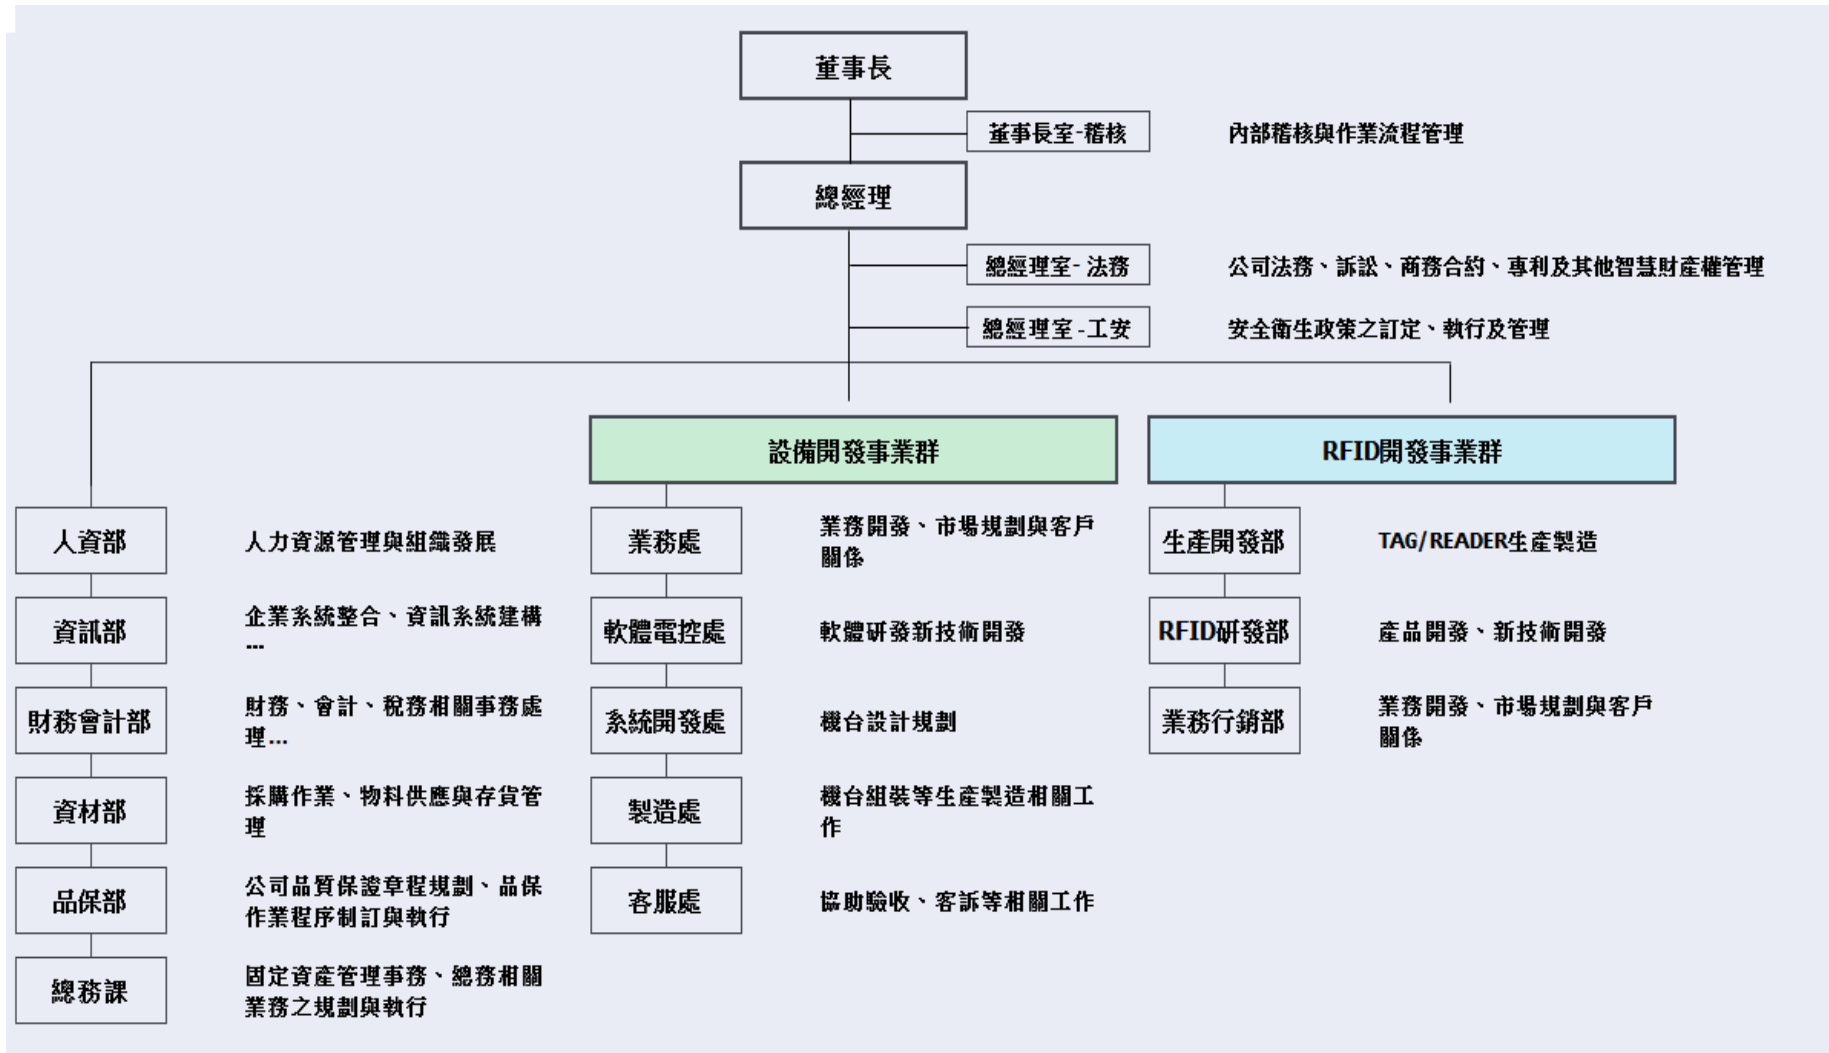 董事長
董事長室-稽核
內部稽核與作業流程管理
總經理
總經理室- 法務
公司法務、訴訟、商務合約、專利及其他智慧財產權管理
總經理室-工安
安全衛生政策之訂定、執行及管理
人資部
人力資源管理與組織發展
資訊部
企業系統整合、資訊系統建構
...
財務會計部
財務、會計、稅務相關事務處
理...
資材部
採購作業、物料供應與存貨管
理
品保部
公司品質保證章程規劃、品保
作業程序制訂與執行
總務課
固定資產管理事務、總務相關
業務之規劃與執行
設備開發事業群
業務處
業務開發、市場規劃與客戶
關係
軟體電控處
軟體研發新技術開發
系統開發處
機台設計規劃
製造處
機台組裝等生產製造相關工
作
客服處
協助驗收、客訴等相關工作
RFID開發事業群
生產開發部
TAG/READER生產製造
RFID研發部
產品開發、新技術開發
業務行銷部
業務開發、市場規劃與客戶
關係